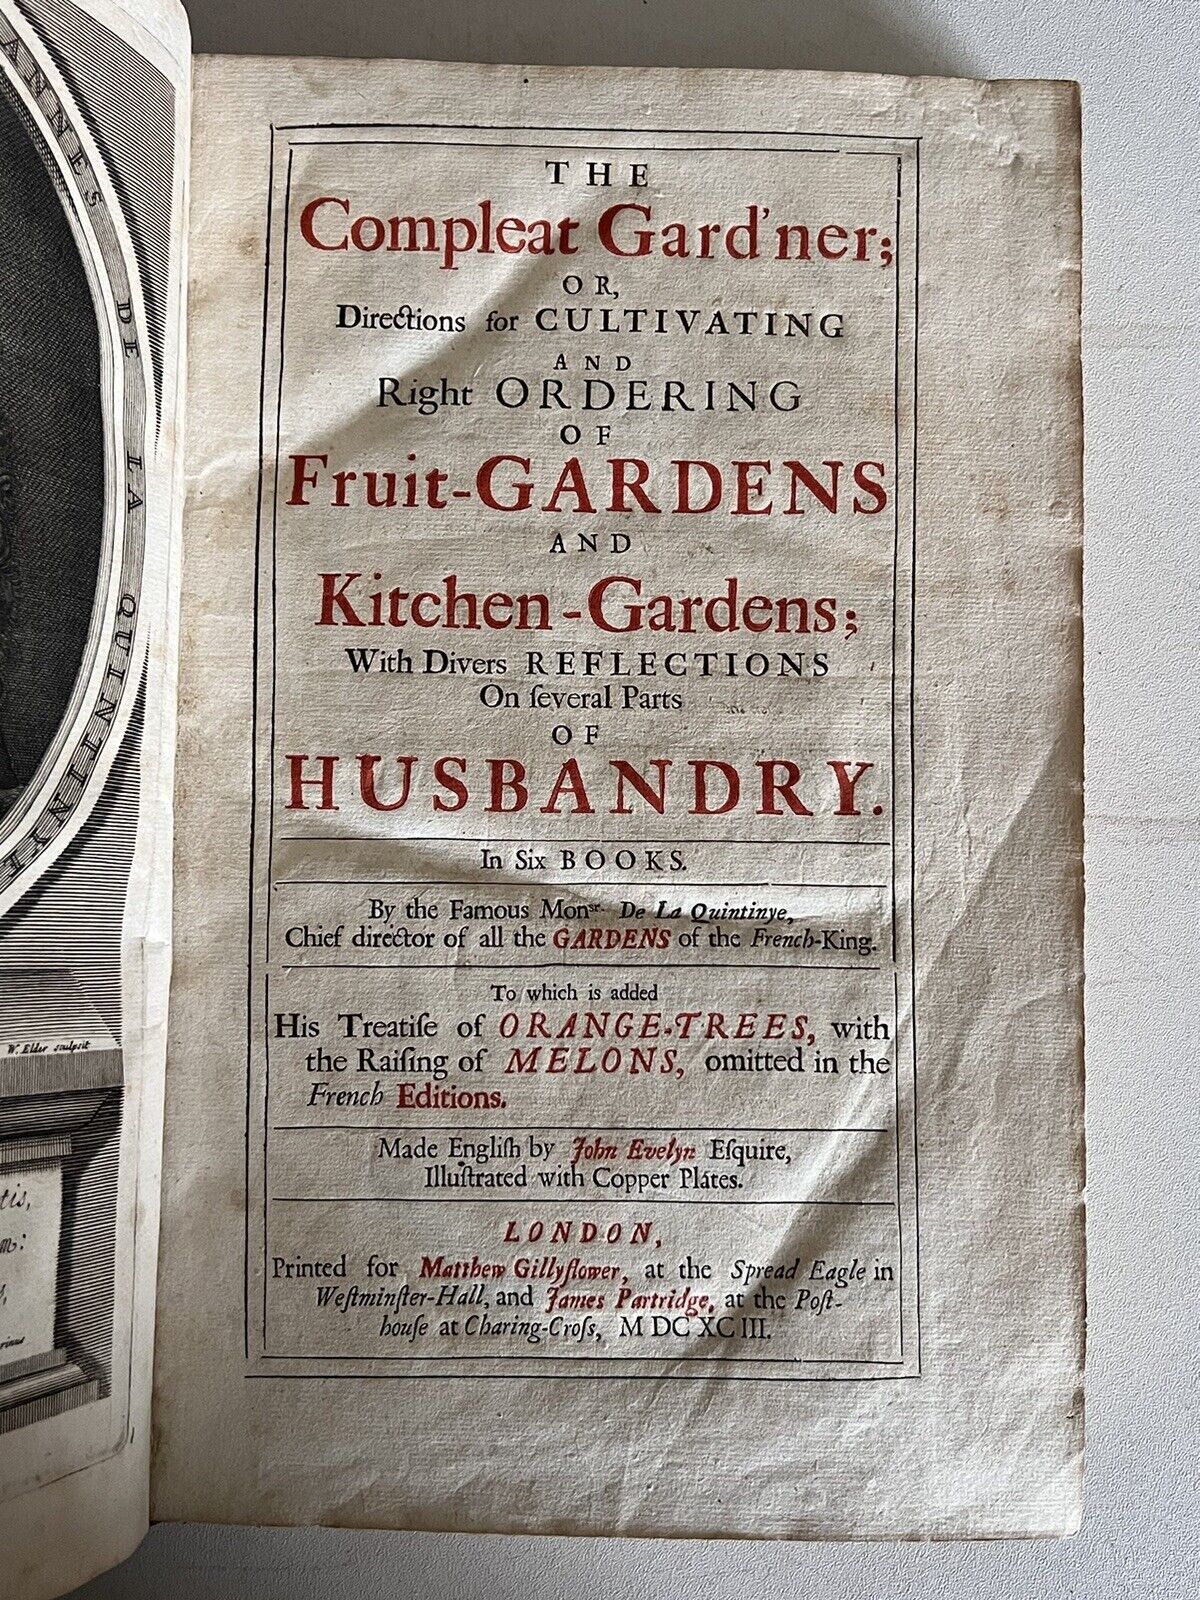 ANNES DE LA QUINTINYE
W. Elder sculpsit
tis,
m:
THE
Compleat Gard'ner;
OR,
Directions for CULTIVATING
AND
Right ORDERING
OF
Fruit-GARDENS
AND
Kitchen-Gardens;
With Divers REFLECTIONS
On ſeveral Parts
OF
HUSBANDRY.
In Six BOOKS.
By the Famous Monsr. De La Quintinye,
Chief director of all the GARDENS of the French-King.
To which is added
His Treatiſe of ORANGE-TREES, with
the Raiſing of MELONS, omitted in the
French Editions.
Made Engliſh by John Evelyn Eſquire,
Illuſtrated with Copper Plates.
LONDON,
Printed for Matthew Gillyflower, at the Spread Eagle in
Weſtminſter-Hall, and James Partridge, at the Poſt-
houſe at Charing-Croſs, M DC XC III.